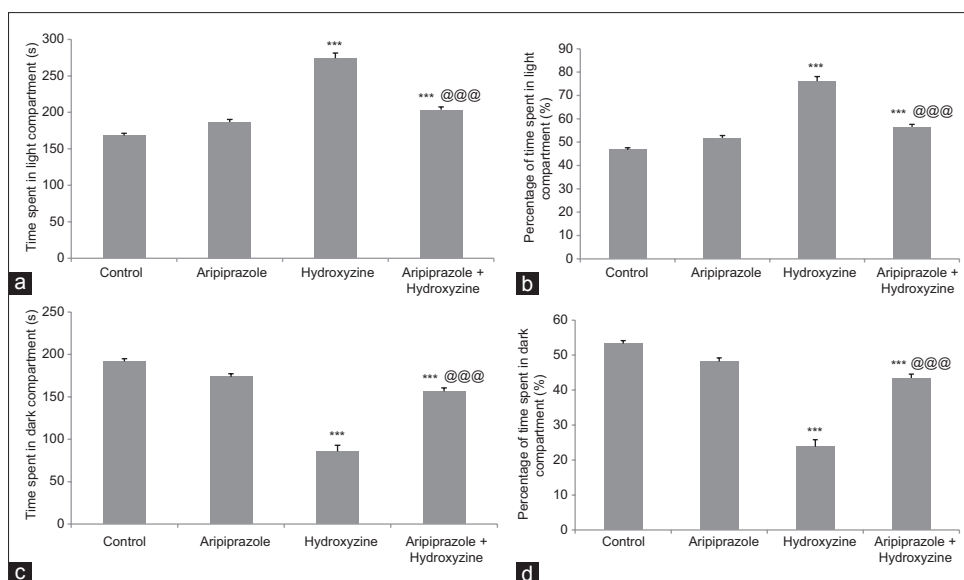 300
250
200
150
100
50
0
Time spent in light compartment (s)
***
*** @@@
Control
Aripiprazole
Hydroxyzine
Aripiprazole +
Hydroxyzine
a
90
80
70
60
50
40
30
20
10
0
Percentage of time spent in light
compartment (%)
***
*** @@@
Control
Aripiprazole
Hydroxyzine
Aripiprazole +
Hydroxyzine
b
250
200
150
100
50
0
Time spent in dark compartment (s)
***
*** @@@
Control
Aripiprazole
Hydroxyzine
Aripiprazole +
Hydroxyzine
c
60
50
40
30
20
10
0
Percentage of time spent in dark
compartment (%)
***
*** @@@
Control
Aripiprazole
Hydroxyzine
Aripiprazole +
Hydroxyzine
d